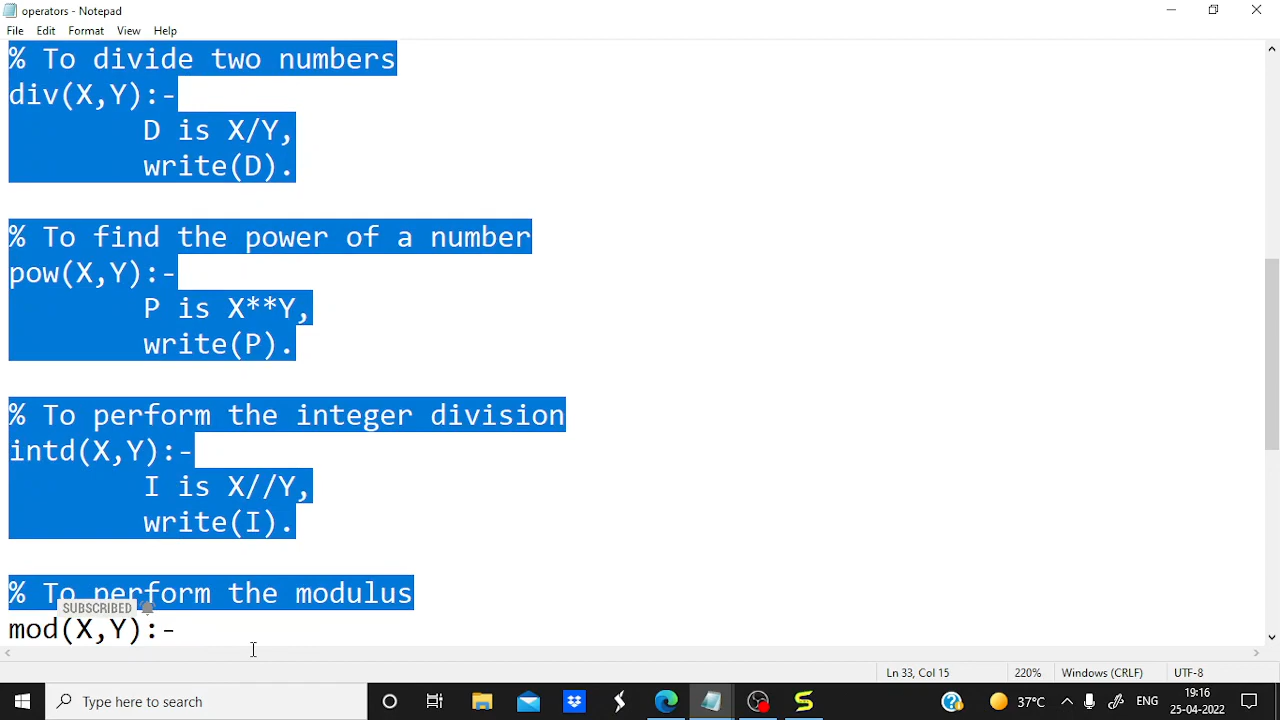 operators - Notepad
File Edit Format View Help
% To divide two numbers
div(X,Y):-
D is X/Y,
write(D).
% To find the power of a number
pow(X,Y):-
P is X**Y,
write(P).
% To perform the integer division
intd(X,Y):-
I is X//Y,
write(I).
% To perform the modulus
SUBSCRIBED
mod(X,Y):-
Ln 33, Col 15 220% Windows (CRLF) UTF-8
Type here to search
37°C ENG 19:16
25-04-2022